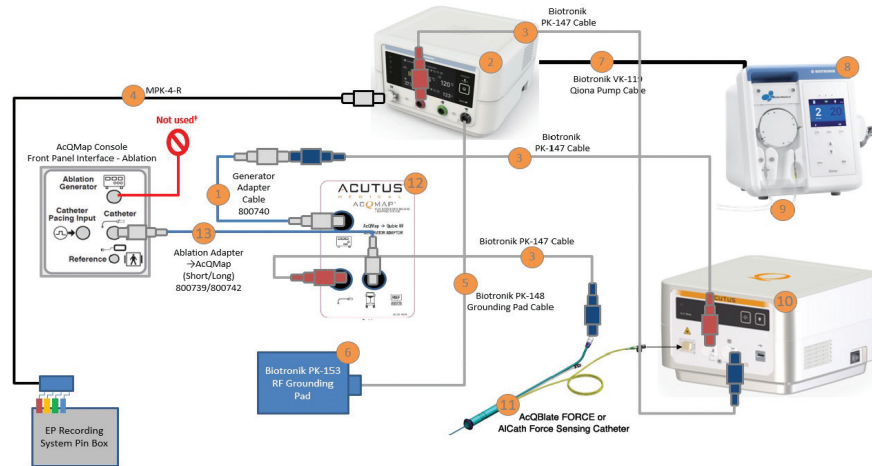 Biotronik
PK-147 Cable
3
2
7
Biotronik VK-119
Qiona Pump Cable
8
BIOTRONIK
4
MPK-4-R
Not used‡
AcQMap Console
Front Panel Interface - Ablation
Ablation
Generator
Catheter
Pacing Input
Catheter
Reference
1
Generator
Adapter
Cable
800740
Biotronik
PK-147 Cable
3
9
12
ACUTUS
MEDICAL
ACQMAP
13
Ablation Adapter
→AcQMap
(Short/Long)
800739/800742
Biotronik PK-147 Cable
3
5
Biotronik PK-148
Grounding Pad Cable
10
ACUTUS
6
Biotronik PK-153
RF Grounding
Pad
11
AcQBlate FORCE or
AlCath Force Sensing Catheter
EP Recording
System Pin Box